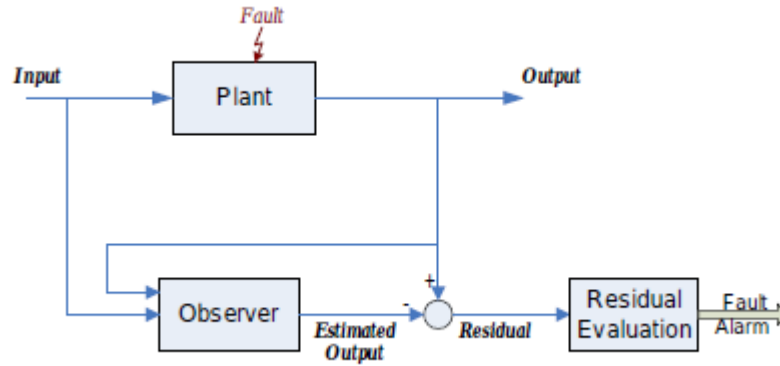 Fault
Input
Plant
Output
+
-
Observer
Estimated
Output
Residual
Residual
Evaluation
Fault
Alarm